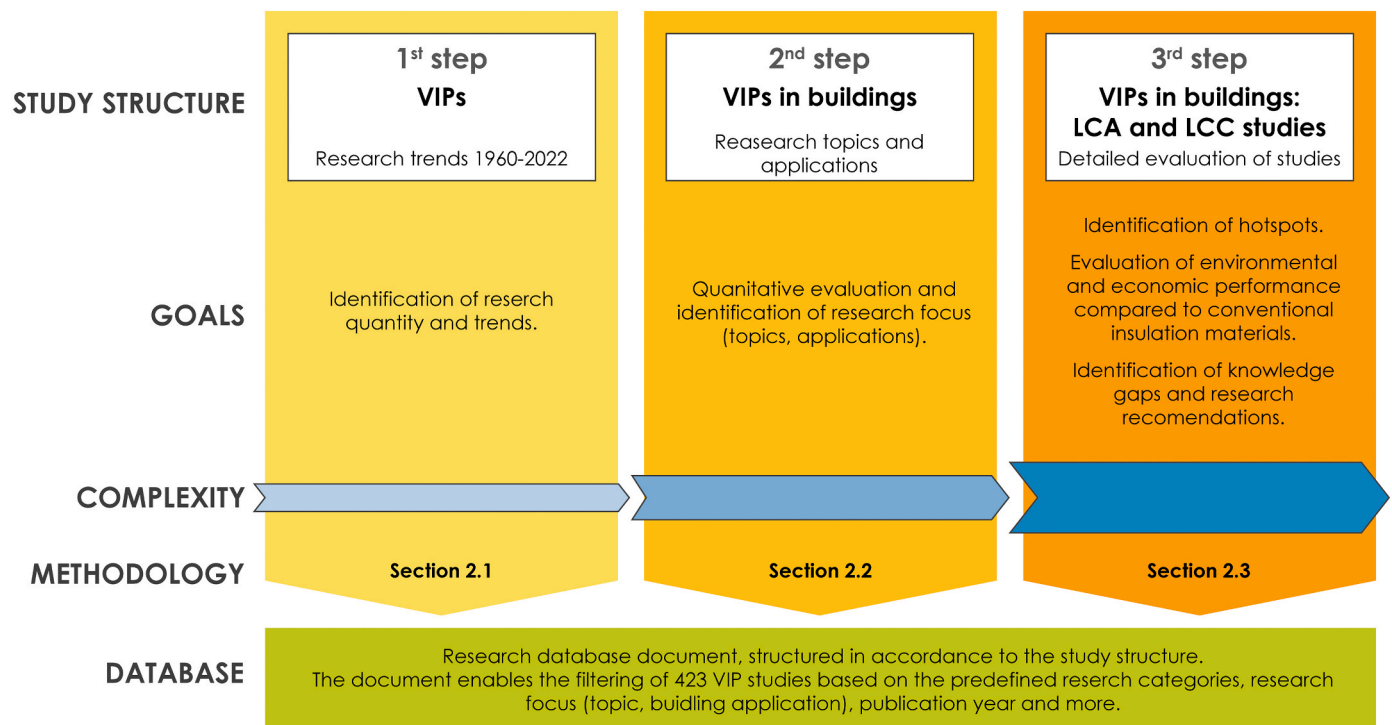 STUDY STRUCTURE
1st step
VIPs
Research trends 1960-2022
2nd step
VIPs in buildings
Reasearch topics and
applications
3rd step
VIPs in buildings:
LCA and LCC studies
Detailed evaluation of studies
GOALS
Identification of reserch
quantity and trends.
Quanitative evaluation and
identification of research focus
(topics, applications).
Identification of hotspots.
Evaluation of environmental
and economic performance
compared to conventional
insulation materials.
Identification of knowledge
gaps and research
recomendations.
COMPLEXITY
METHODOLOGY
Section 2.1
Section 2.2
Section 2.3
DATABASE
Research database document, structured in accordance to the study structure.
The document enables the filtering of 423 VIP studies based on the predefined reserch categories, research
focus (topic, buidling application), publication year and more.